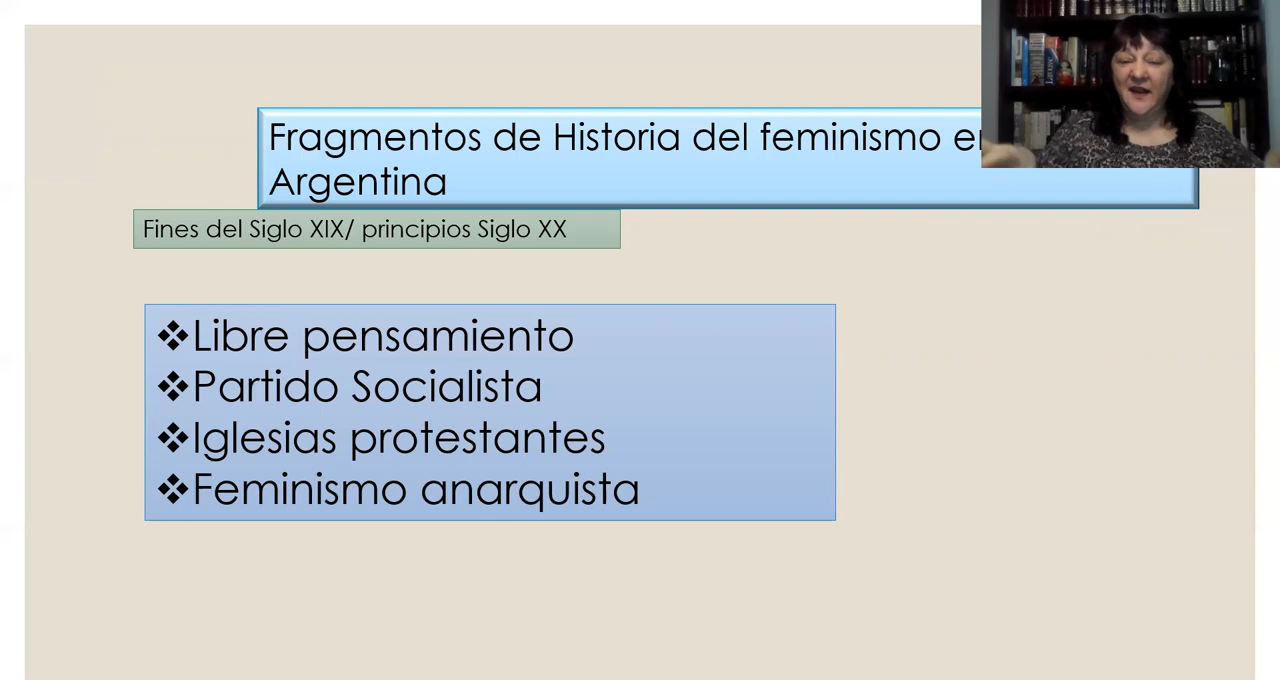 Fragmentos de Historia del feminismo
Argentina
Fines del Siglo XIX/ principios Siglo XX
❖Libre pensamiento
❖Partido Socialista
❖Iglesias protestantes
❖Feminismo anarquista